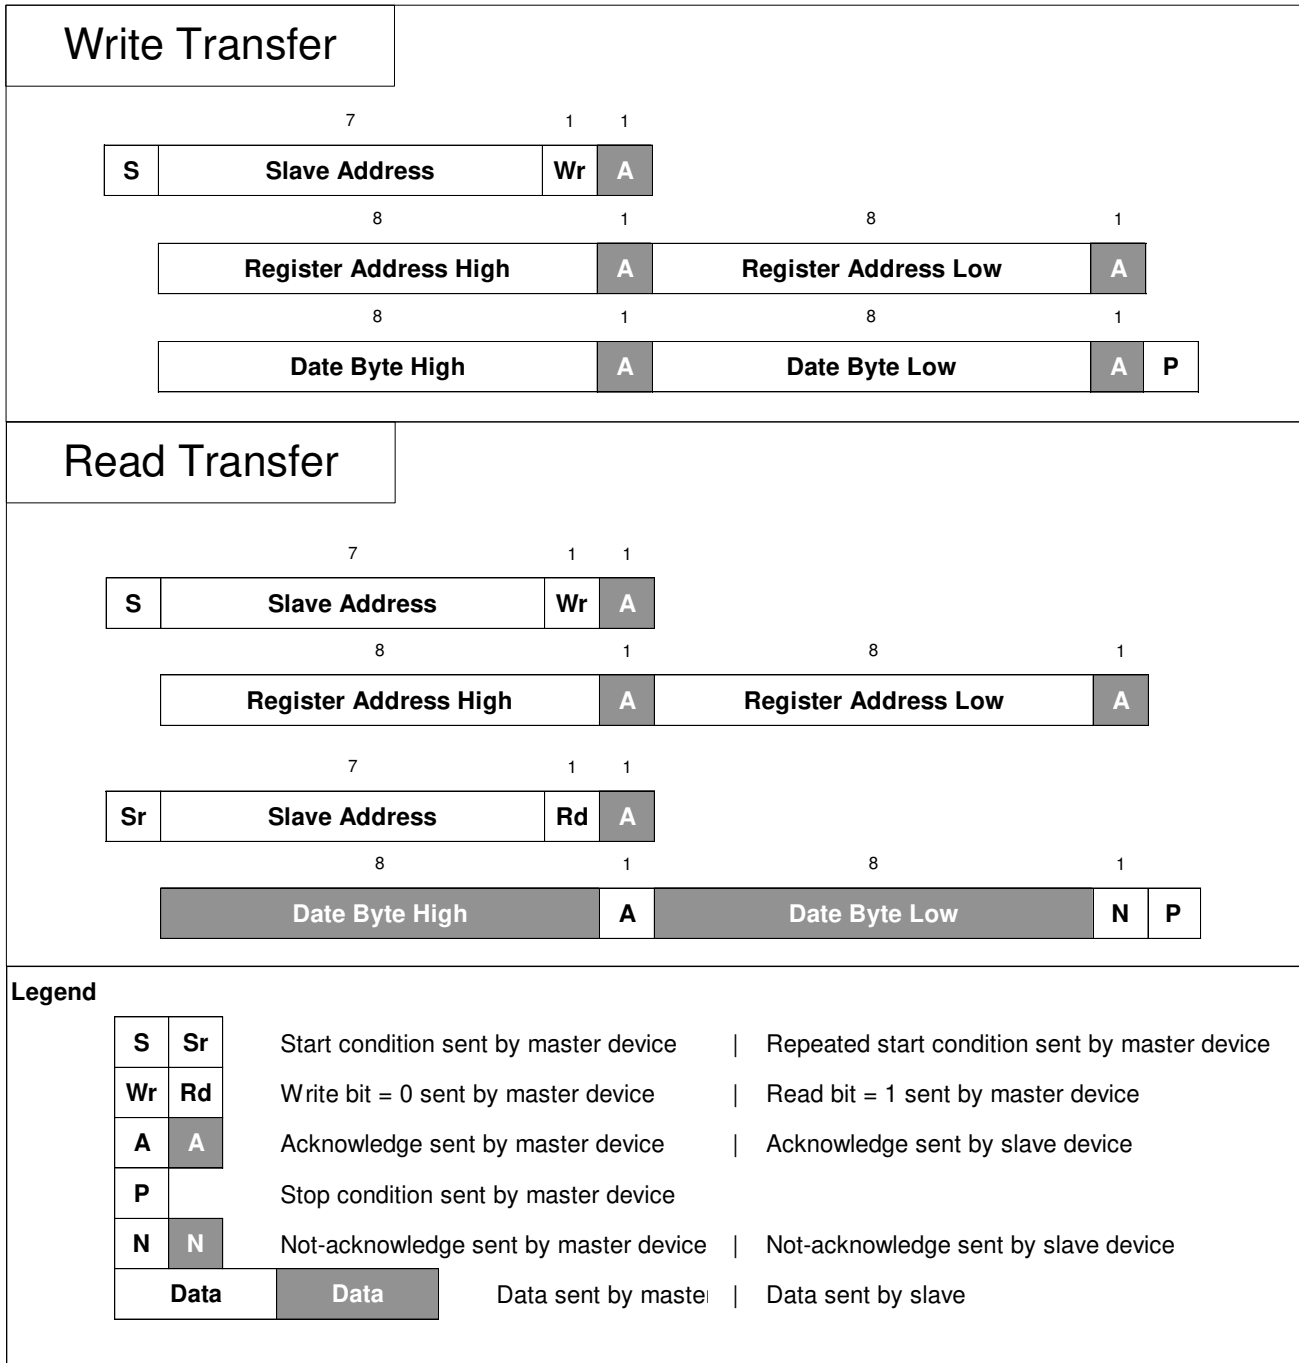 Write Transfer
7 1 1
S Slave Address Wr A
8 1 8 1
Register Address High A Register Address Low A
8 1 8 1
Date Byte High A Date Byte Low A P
Read Transfer
7 1 1
S Slave Address Wr A
8 1 8 1
Register Address High A Register Address Low A
7 1 1
Sr Slave Address Rd A
8 1 8 1
Date Byte High A Date Byte Low N P
Legend
S Sr Start condition sent by master device | Repeated start condition sent by master device
Wr Rd Write bit = 0 sent by master device | Read bit = 1 sent by master device
A A Acknowledge sent by master device | Acknowledge sent by slave device
P Stop condition sent by master device
N N Not-acknowledge sent by master device | Not-acknowledge sent by slave device
Data Data Data sent by master | Data sent by slave